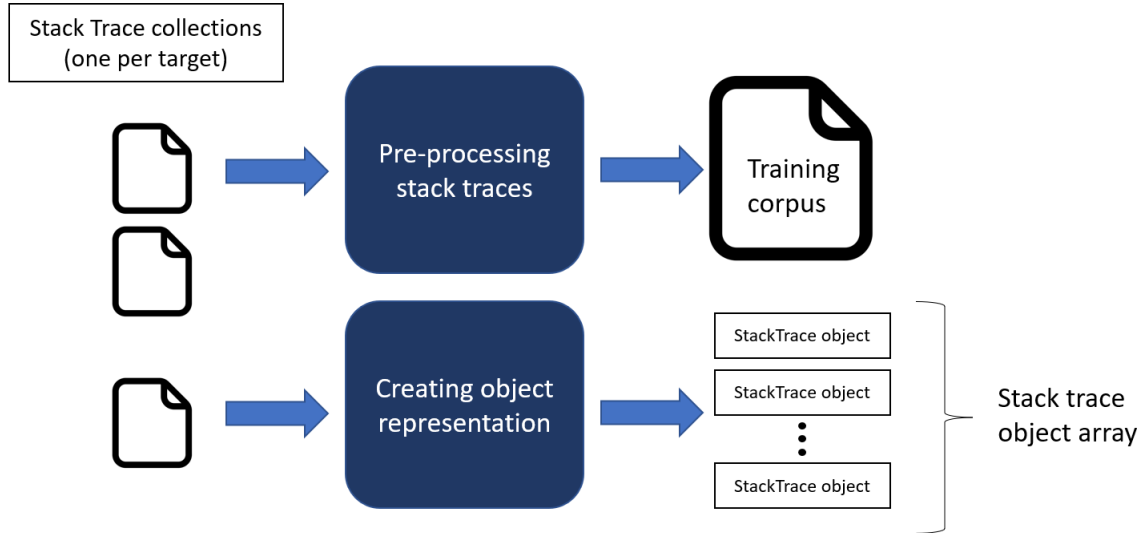 Stack Trace collections
(one per target)
Pre-processing
stack traces
Training
corpus
Creating object
representation
StackTrace object
StackTrace object
StackTrace object
Stack trace
object array